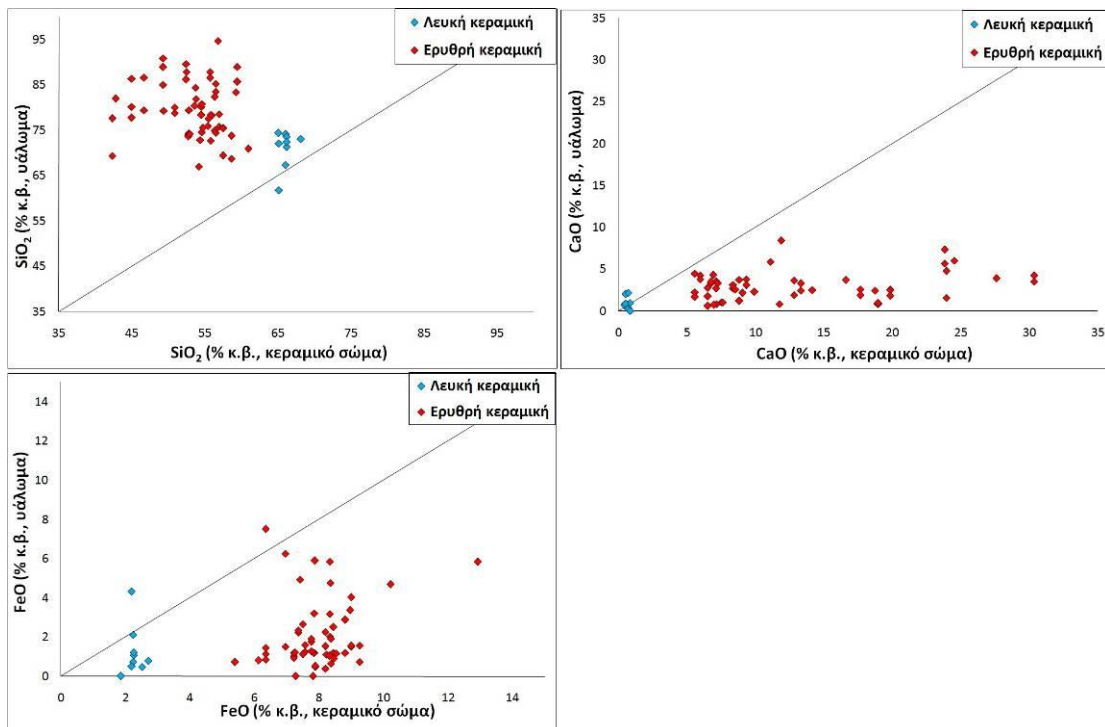 Λευκή κεραμική
Ερυθρή κεραμική
95
85
75
65
55
45
35
SiO₂ (% κ.β., υάλωμα)
35 45 55 65 75 85 95
SiO₂ (% κ.β., κεραμικό σώμα)
Λευκή κεραμική
Ερυθρή κεραμική
35
30
25
20
15
10
5
0
CaO (% κ.β., υάλωμα)
0 5 10 15 20 25 30 35
CaO (% κ.β., κεραμικό σώμα)
Λευκή κεραμική
Ερυθρή κεραμική
14
12
10
8
6
4
2
0
FeO (% κ.β., υάλωμα)
0 2 4 6 8 10 12 14
FeO (% κ.β., κεραμικό σώμα)